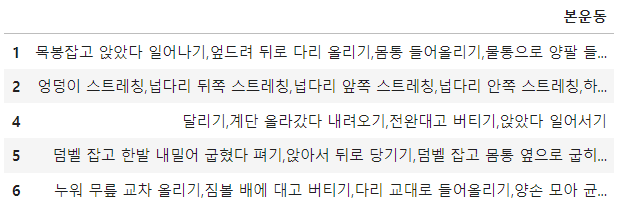 본운동
1 목봉잡고 앉았다 일어나기,엎드려 뒤로 다리 올리기,몸통 들어올리기,물통으로 양팔 들...
2 엉덩이 스트레칭,넙다리 뒤쪽 스트레칭,넙다리 앞쪽 스트레칭,넙다리 안쪽 스트레칭,하...
4 달리기,계단 올라갔다 내려오기,전완대고 버티기,앉았다 일어서기
5 덤벨 잡고 한발 내밀어 굽혔다 펴기,앉아서 뒤로 당기기,덤벨 잡고 몸통 옆으로 굽히...
6 누워 무릎 교차 올리기,짐볼 배에 대고 버티기,다리 교대로 들어올리기,양손 모아 균...